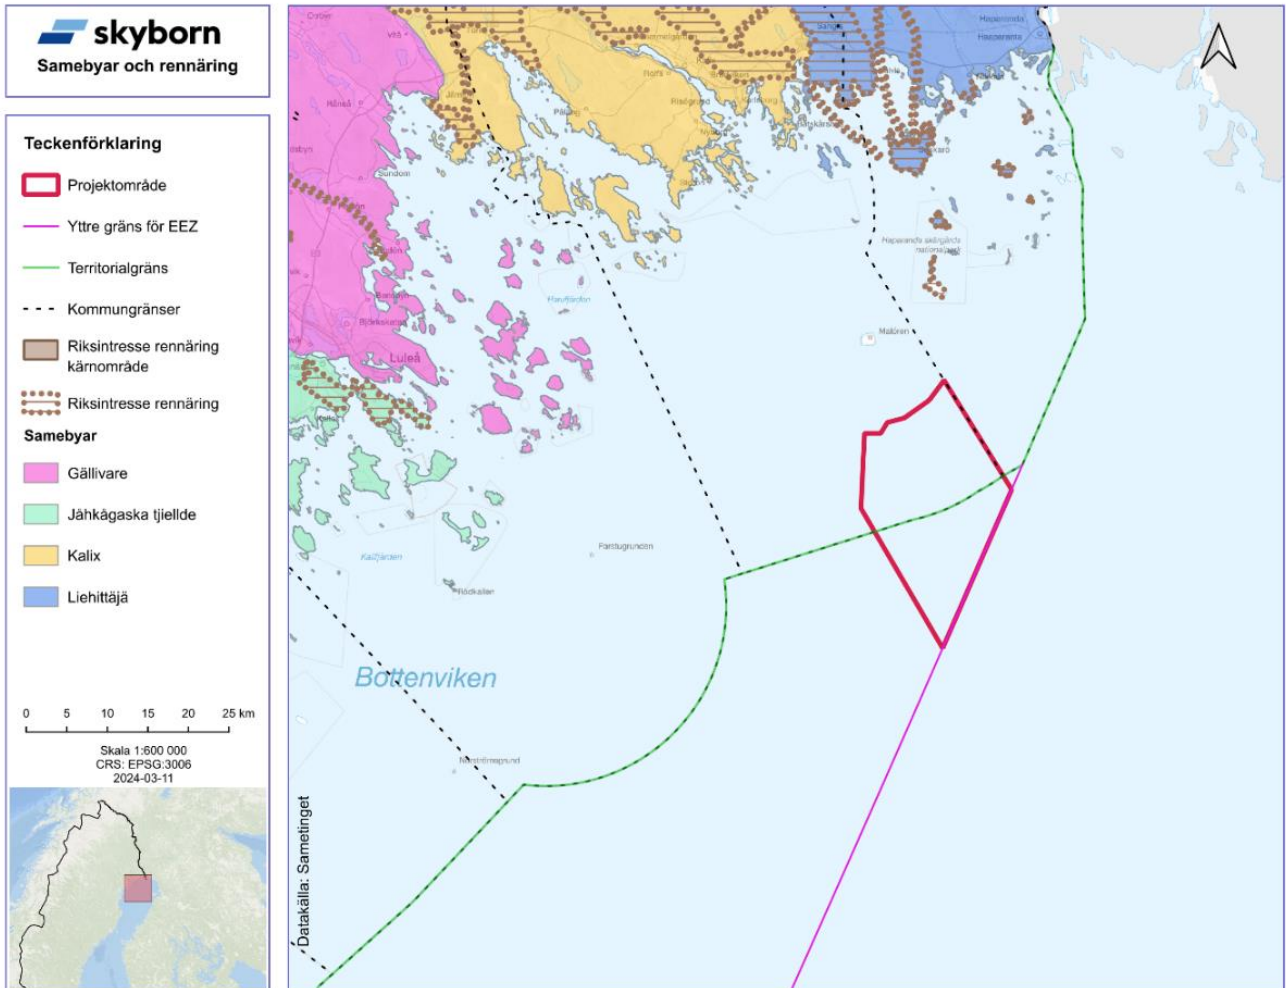 skyborn
Samebyar och rennäring
Teckenförklaring
Projektområde
Yttre gräns för EEZ
Territorialgräns
Kommungränser
Riksintresse rennäring
kärnområde
Riksintresse rennäring
Samebyar
Gällivare
Jåhkågaska tjiellde
Kalix
Liehittäjä
0 5 10 15 20 25 km
Skala 1:600 000
CRS: EPSG:3006
2024-03-11
Haparanda
Sundom
Luleå
Malören
Haparanda skärgårds
nationalpark
Farstugrunden
Rödkallen
Bottenviken
Norströmsgrund
Datakälla: Sametinget